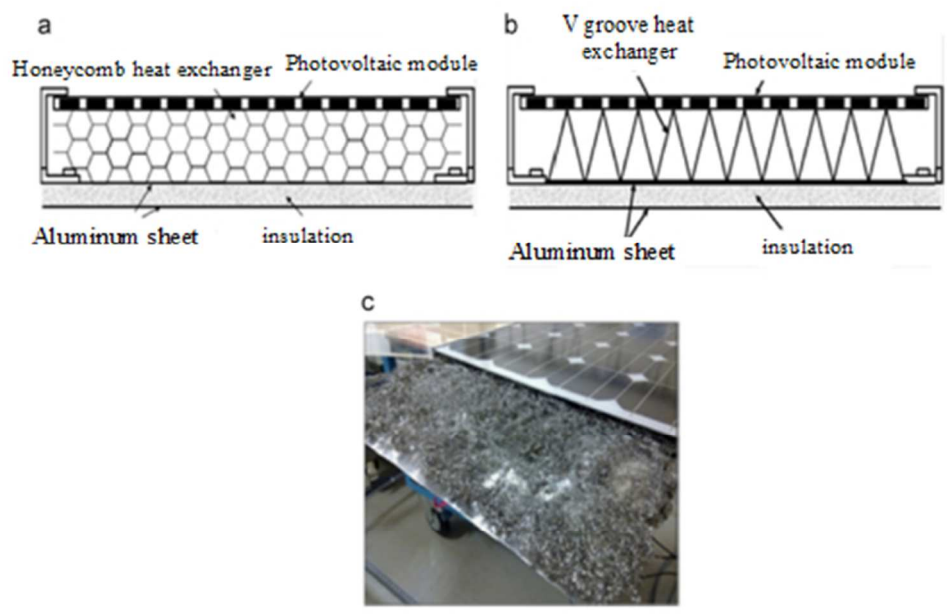 a
Honeycomb heat exchanger
Photovoltaic module
Aluminum sheet
insulation
b
V groove heat
exchanger
Photovoltaic module
Aluminum sheet
insulation
c